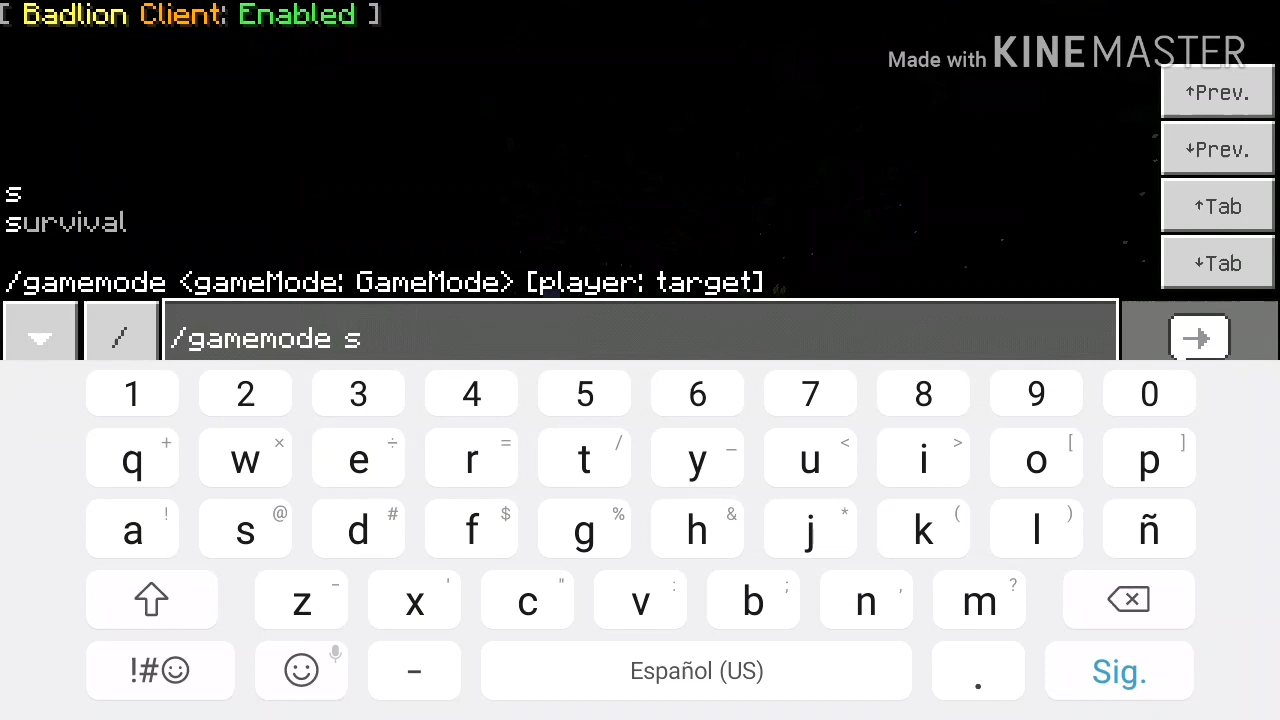 [ Badlion Client: Enabled ]
Made with KINEMASTER
↑Prev.
↓Prev.
s
↑Tab
survival
↓Tab
/gamemode <gameMode: GameMode> [player: target]
/ /gamemode s
1 2 3 4 5 6 7 8 9 0
q + w × e ÷ r = t / y _ u < i > o [ p ]
a ! s @ d # f $ g % h & j * k ( l ) ñ
z - x ' c " v : b ; n , m ?
!#☺ - Español (US) . Sig.